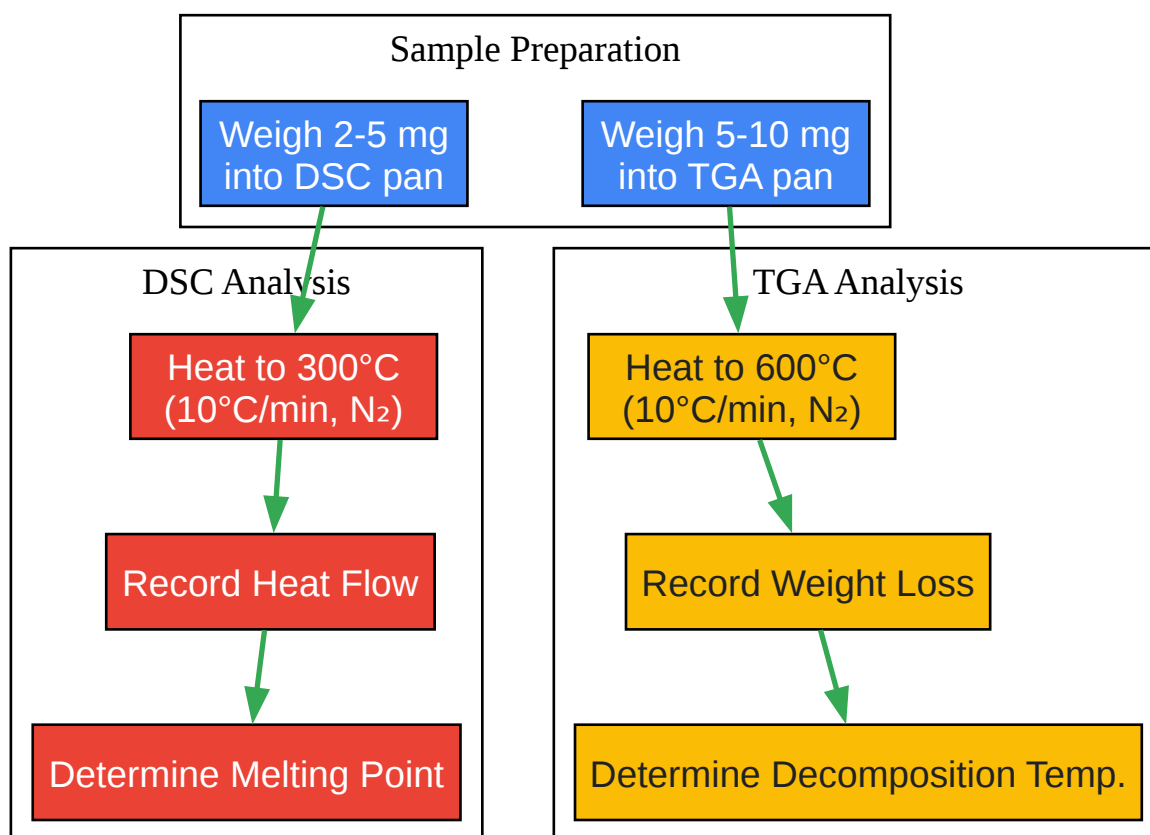 Sample Preparation
Weigh 2-5 mg
into DSC pan
Weigh 5-10 mg
into TGA pan
DSC Analysis
Heat to 300°C
(10°C/min, N₂)
Record Heat Flow
Determine Melting Point
TGA Analysis
Heat to 600°C
(10°C/min, N₂)
Record Weight Loss
Determine Decomposition Temp.